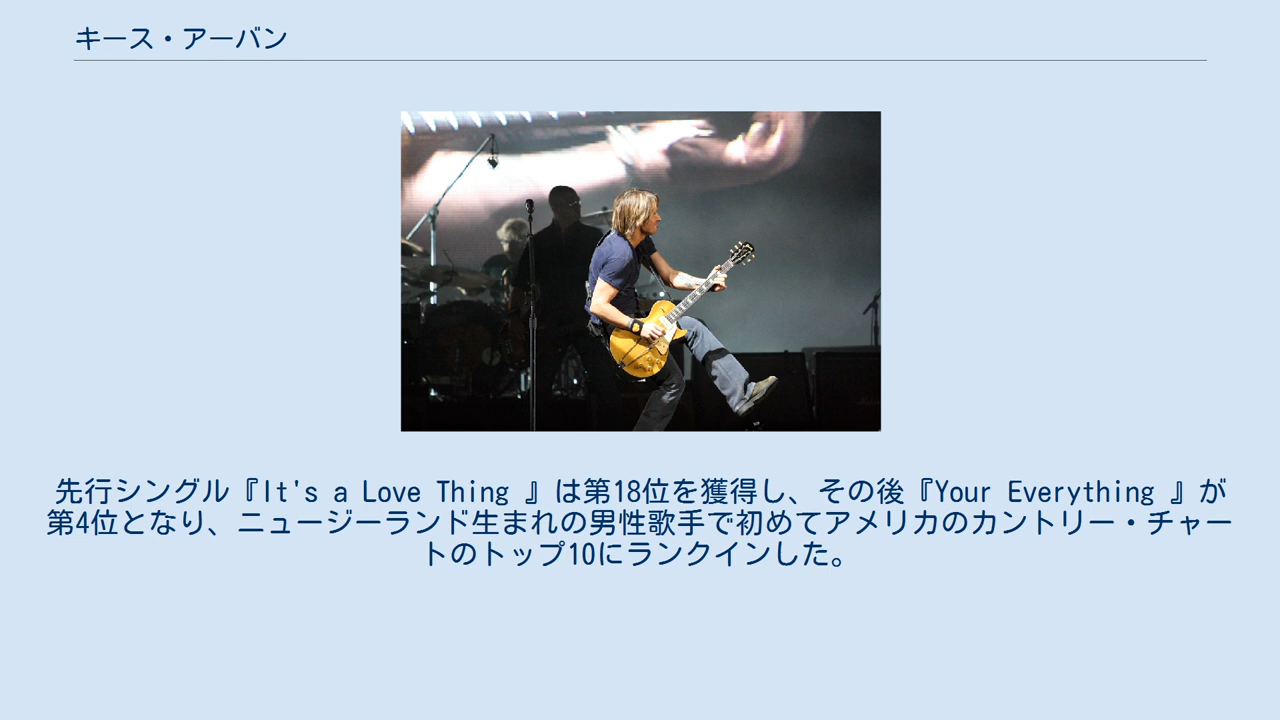 キース・アーバン
先行シングル『It's a Love Thing 』は第18位を獲得し、その後『Your Everything 』が
第4位となり、ニュージーランド生まれの男性歌手で初めてアメリカのカントリー・チャー
トのトップ10にランクインした。